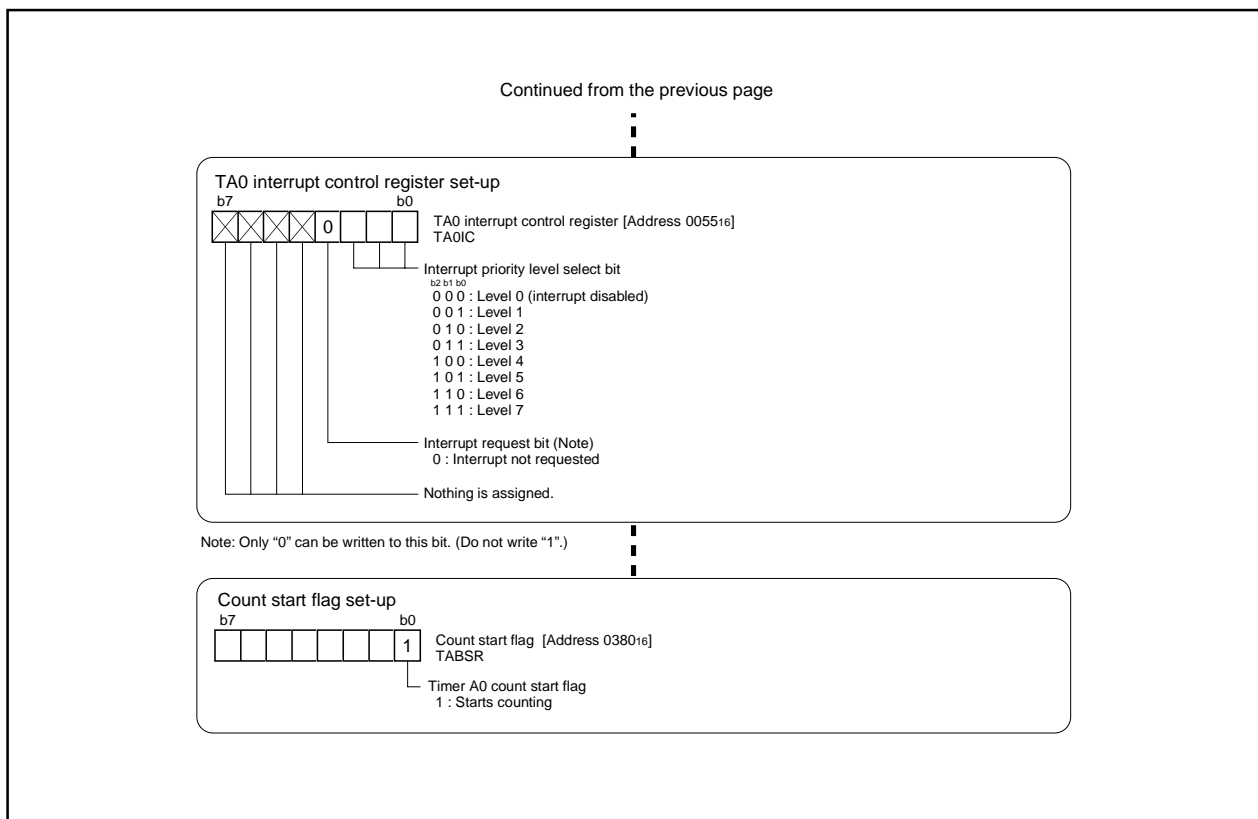 Continued from the previous page
TA0 interrupt control register set-up
b7 b0
0
TA0 interrupt control register [Address 005516]
TA0IC
Interrupt priority level select bit
b2 b1 b0
0 0 0 : Level 0 (interrupt disabled)
0 0 1 : Level 1
0 1 0 : Level 2
0 1 1 : Level 3
1 0 0 : Level 4
1 0 1 : Level 5
1 1 0 : Level 6
1 1 1 : Level 7
Interrupt request bit (Note)
0 : Interrupt not requested
Nothing is assigned.
Note: Only “0” can be written to this bit. (Do not write “1”.)
Count start flag set-up
b7 b0
1
Count start flag [Address 038016]
TABSR
Timer A0 count start flag
1 : Starts counting